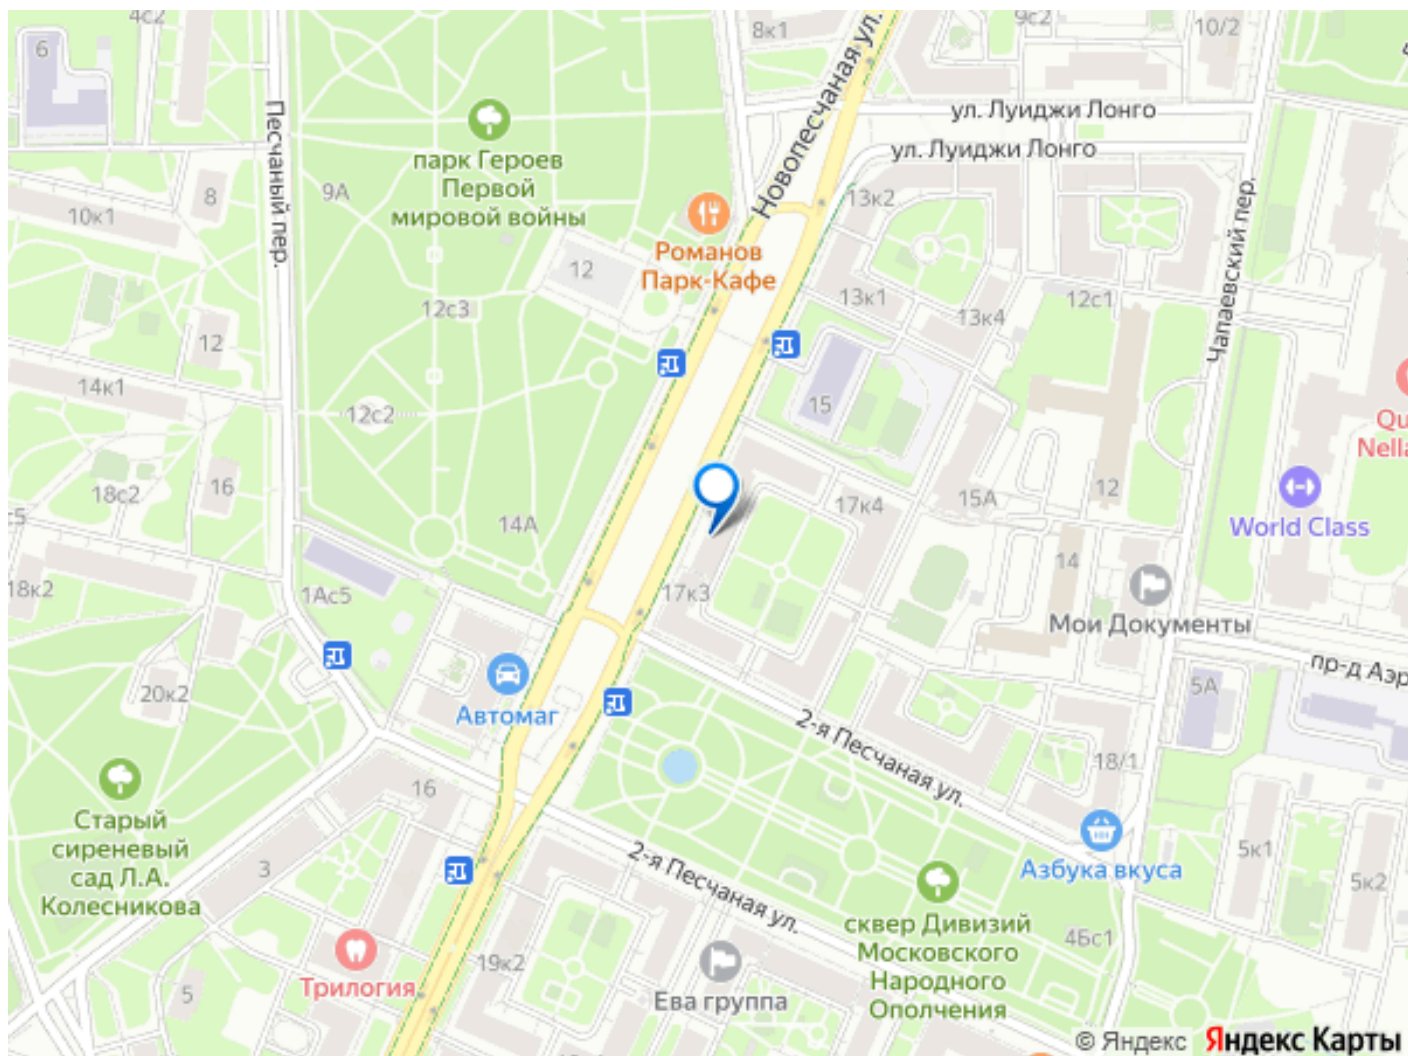 4с2
6
8к1
Новопесчаная ул.
9с2
10/2
Песчаный пер.
парк Героев
Первой
мировой войны
ул. Луиджи Лонго
ул. Луиджи Лонго
9А
8
10к1
13к2
Чапаевский пер.
Романов
Парк-Кафе
12
12с3
13к1
13к4
12с1
12
14к1
12с2
15
Qu
Nella
18с2
16
14А
17к4
15А
12
World Class
18к2
1Ас5
17к3
14
Мои Документы
пр-д Аэр
20к2
Автомаг
5А
2-я Песчаная ул.
18/1
16
Старый
сиреневый
сад Л.А.
Колесникова
3
2-я Песчаная ул.
Азбука вкуса
5к1
5к2
сквер Дивизий
Московского
Народного
Ополчения
4Бс1
19к2
Трилогия
5
Ева группа
© Яндекс Яндекс Карты